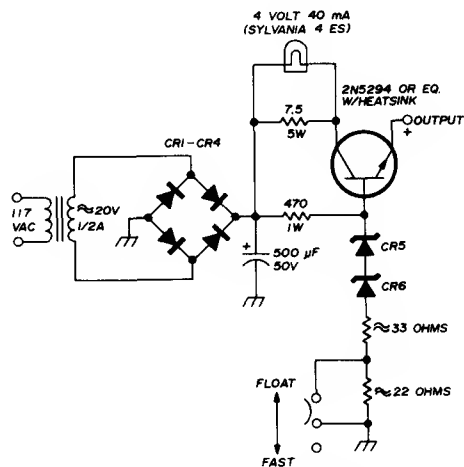 4 VOLT 40 mA
(SYLVANIA 4 ES)
2N5294 OR EQ.
W/HEATSINK
7.5
5W
OUTPUT
+
CR1-CR4
117
VAC
≈20V
1/2A
470
1W
+
500 µF
50V
CR5
CR6
≈33 OHMS
≈22 OHMS
FLOAT
FAST